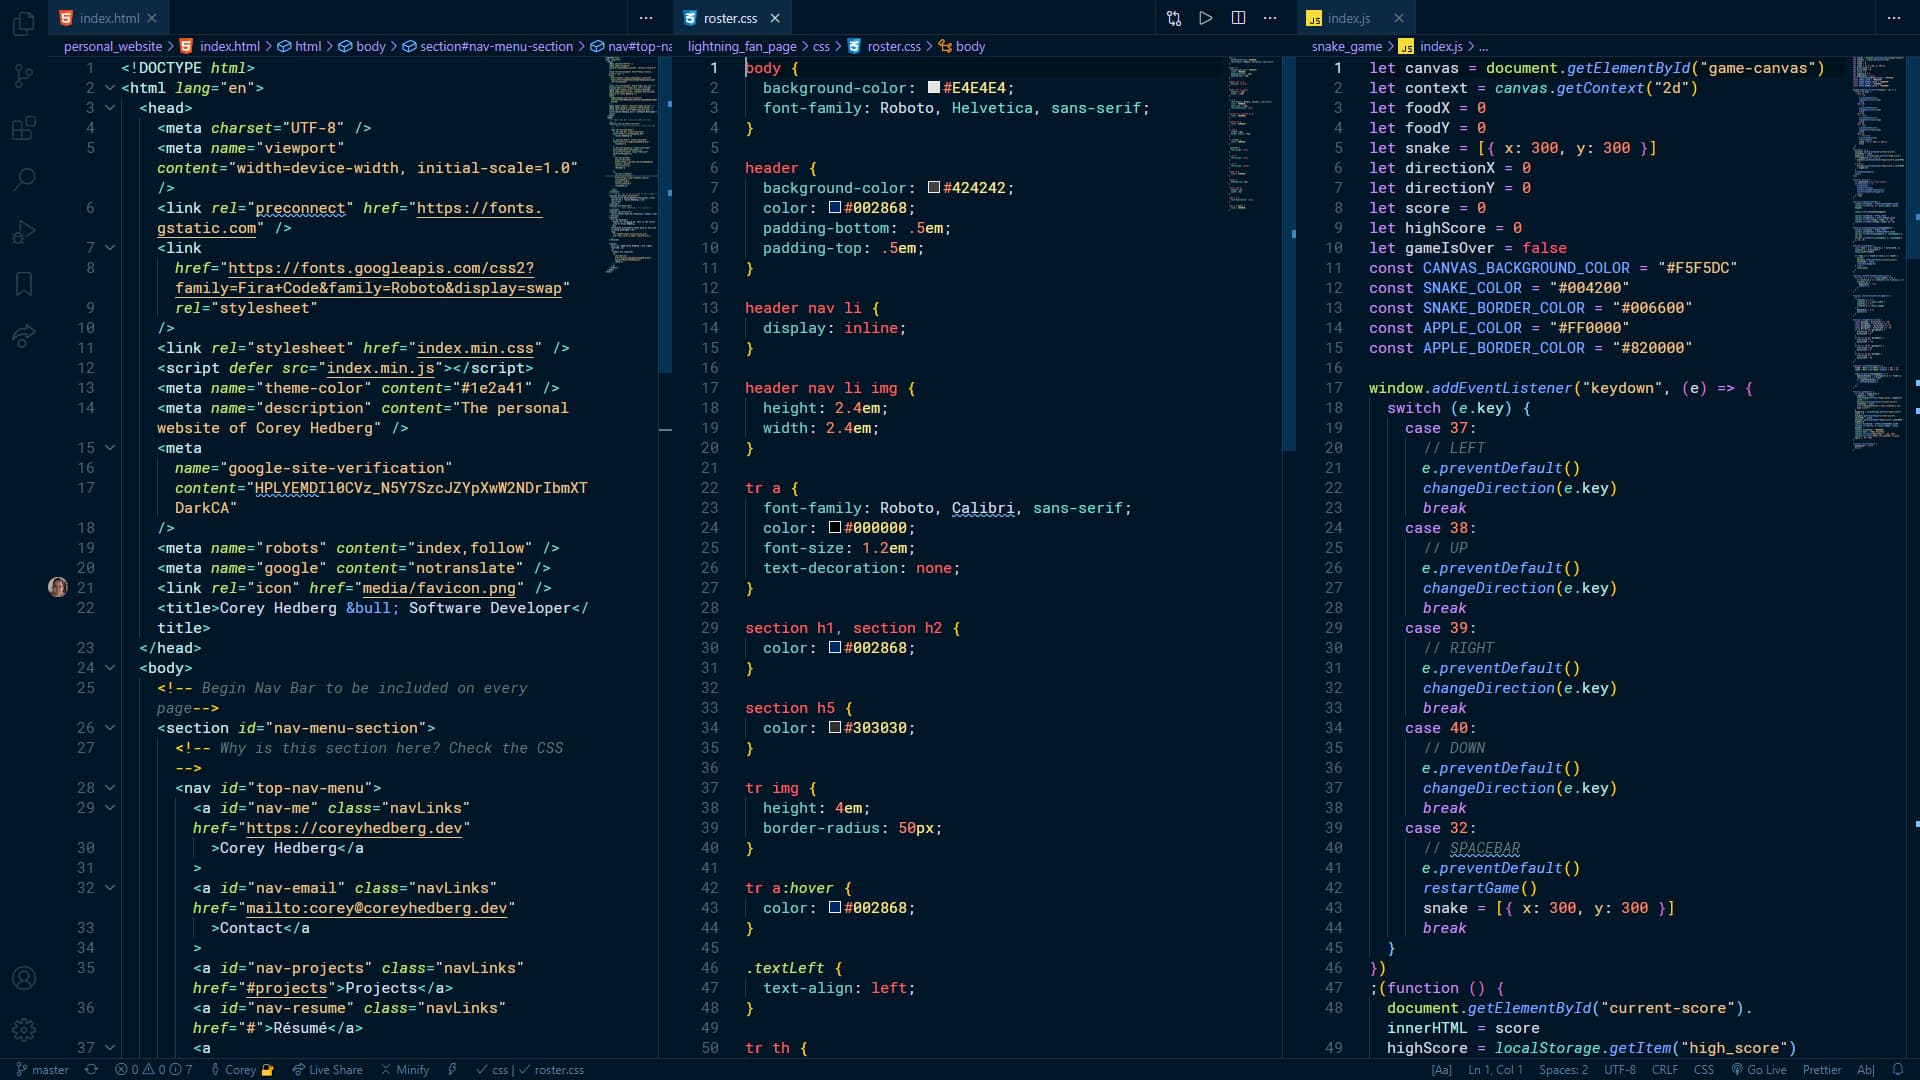 index.html
roster.css
index.js
personal_website > index.html > html > body > section#nav-menu-section > nav#top-na
lightning_fan_page > css > roster.css > body
snake_game > index.js > ...
1 <!DOCTYPE html>
2 <html lang="en">
3 <head>
4 <meta charset="UTF-8" />
5 <meta name="viewport"
content="width=device-width, initial-scale=1.0"
/>
6 <link rel="preconnect" href="https://fonts.
gstatic.com" />
7 <link
8 href="https://fonts.googleapis.com/css2?
family=Fira+Code&family=Roboto&display=swap"
9 rel="stylesheet"
10 />
11 <link rel="stylesheet" href="index.min.css" />
12 <script defer src="index.min.js"></script>
13 <meta name="theme-color" content="#1e2a41" />
14 <meta name="description" content="The personal
website of Corey Hedberg" />
15 <meta
16 name="google-site-verification"
17 content="HPLYEMDIl0CVz_N5Y7SzcJZYpXwW2NDrIbmXT
DarkCA"
18 />
19 <meta name="robots" content="index,follow" />
20 <meta name="google" content="notranslate" />
21 <link rel="icon" href="media/favicon.png" />
22 <title>Corey Hedberg &bull; Software Developer</
title>
23 </head>
24 <body>
25 <!-- Begin Nav Bar to be included on every
page-->
26 <section id="nav-menu-section">
27 <!-- Why is this section here? Check the CSS
-->
28 <nav id="top-nav-menu">
29 <a id="nav-me" class="navLinks"
href="https://coreyhedberg.dev"
30 >Corey Hedberg</a
31 >
32 <a id="nav-email" class="navLinks"
href="mailto:corey@coreyhedberg.dev"
33 >Contact</a
34 >
35 <a id="nav-projects" class="navLinks"
href="#projects">Projects</a>
36 <a id="nav-resume" class="navLinks"
href="#">Résumé</a>
37 <a
1 body {
2 background-color: #E4E4E4;
3 font-family: Roboto, Helvetica, sans-serif;
4 }
5
6 header {
7 background-color: #424242;
8 color: #002868;
9 padding-bottom: .5em;
10 padding-top: .5em;
11 }
12
13 header nav li {
14 display: inline;
15 }
16
17 header nav li img {
18 height: 2.4em;
19 width: 2.4em;
20 }
21
22 tr a {
23 font-family: Roboto, Calibri, sans-serif;
24 color: #000000;
25 font-size: 1.2em;
26 text-decoration: none;
27 }
28
29 section h1, section h2 {
30 color: #002868;
31 }
32
33 section h5 {
34 color: #303030;
35 }
36
37 tr img {
38 height: 4em;
39 border-radius: 50px;
40 }
41
42 tr a:hover {
43 color: #002868;
44 }
45
46 .textLeft {
47 text-align: left;
48 }
49
50 tr th {
1 let canvas = document.getElementById("game-canvas")
2 let context = canvas.getContext("2d")
3 let foodX = 0
4 let foodY = 0
5 let snake = [{ x: 300, y: 300 }]
6 let directionX = 0
7 let directionY = 0
8 let score = 0
9 let highScore = 0
10 let gameIsOver = false
11 const CANVAS_BACKGROUND_COLOR = "#F5F5DC"
12 const SNAKE_COLOR = "#004200"
13 const SNAKE_BORDER_COLOR = "#006600"
14 const APPLE_COLOR = "#FF0000"
15 const APPLE_BORDER_COLOR = "#820000"
16
17 window.addEventListener("keydown", (e) => {
18 switch (e.key) {
19 case 37:
20 // LEFT
21 e.preventDefault()
22 changeDirection(e.key)
23 break
24 case 38:
25 // UP
26 e.preventDefault()
27 changeDirection(e.key)
28 break
29 case 39:
30 // RIGHT
31 e.preventDefault()
32 changeDirection(e.key)
33 break
34 case 40:
35 // DOWN
36 e.preventDefault()
37 changeDirection(e.key)
38 break
39 case 32:
40 // SPACEBAR
41 e.preventDefault()
42 restartGame()
43 snake = [{ x: 300, y: 300 }]
44 break
45 }
46 })
47 ;(function () {
48 document.getElementById("current-score").
innerHTML = score
49 highScore = localStorage.getItem("high_score")
master 0 0 7 Corey Live Share Minify css | roster.css [Aa] Ln 1, Col 1 Spaces: 2 UTF-8 CRLF CSS Go Live Prettier Ab|